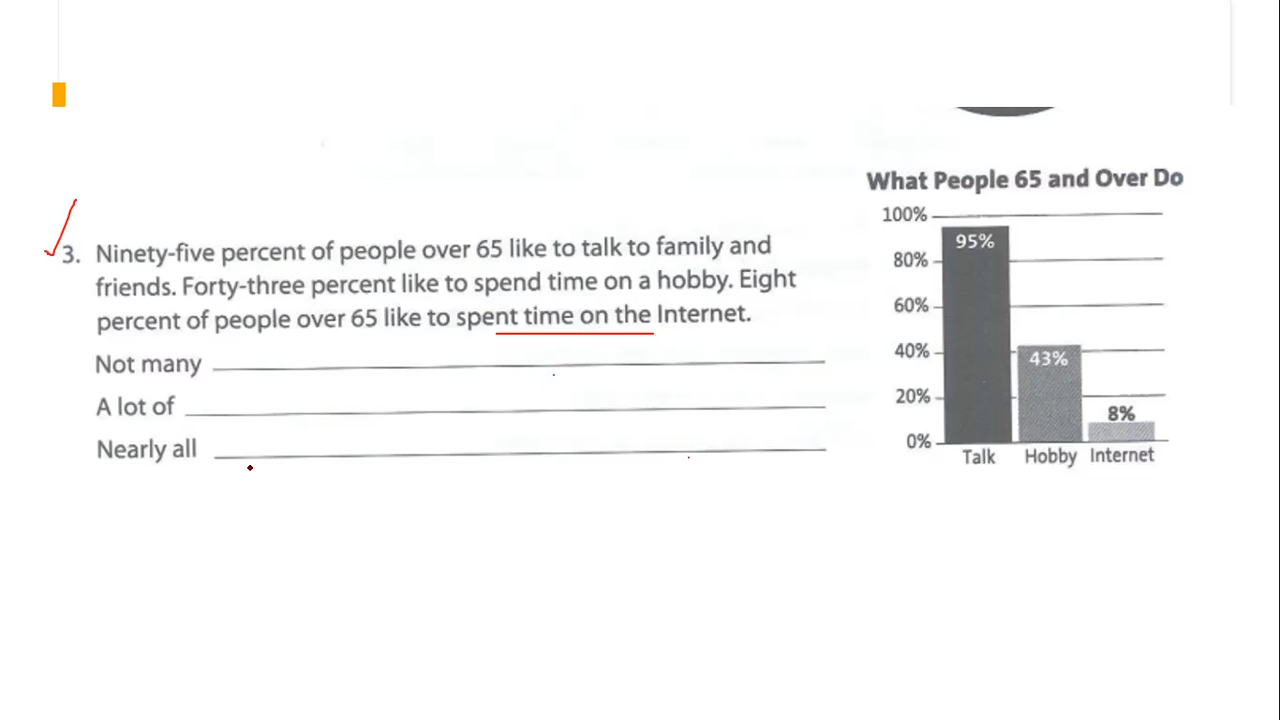 What People 65 and Over Do
3. Ninety-five percent of people over 65 like to talk to family and
friends. Forty-three percent like to spend time on a hobby. Eight
percent of people over 65 like to spent time on the Internet.
Not many
A lot of
Nearly all
100%
80%
60%
40%
20%
0%
95%
43%
8%
Talk Hobby Internet